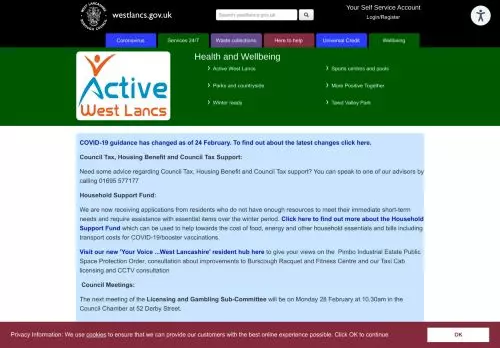 WEST LANCASHIRE
westlancs.gov.uk
Search westlancs.gov.uk
Your Self Service Account
Login/Register
Coronavirus
Services 24/7
Waste collections
Here to help
Universal Credit
Wellbeing
Active
West Lancs
Health and Wellbeing
Active West Lancs
Sports centres and pools
Parks and countryside
More Positive Together
Winter ready
Tawd Valley Park
COVID-19 guidance has changed as of 24 February. To find out about the latest changes click here.
Council Tax, Housing Benefit and Council Tax Support:
Need some advice regarding Council Tax, Housing Benefit and Council Tax support? You can speak to one of our advisors by
calling 01695 577177
Household Support Fund:
We are now receiving applications from residents who do not have enough resources to meet their immediate short-term
needs and require assistance with essential items over the winter period. Click here to find out more about the Household
Support Fund which can be used to help towards the cost of food, energy and other household essentials and bills including
transport costs for COVID-19/booster vaccinations.
Visit our new 'Your Voice ...West Lancashire' resident hub here to give your views on the Pimbo Industrial Estate Public
Space Protection Order, consultation about improvements to Burscough Racquet and Fitness Centre and our Taxi Cab
licensing and CCTV consultation
Council Meetings:
The next meeting of the Licensing and Gambling Sub-Committee will be on Monday 28 February at 10.30am in the
Council Chamber at 52 Derby Street.
Privacy Information: We use cookies to ensure that we can provide our customers with the best online experience possible. Click OK to continue
OK